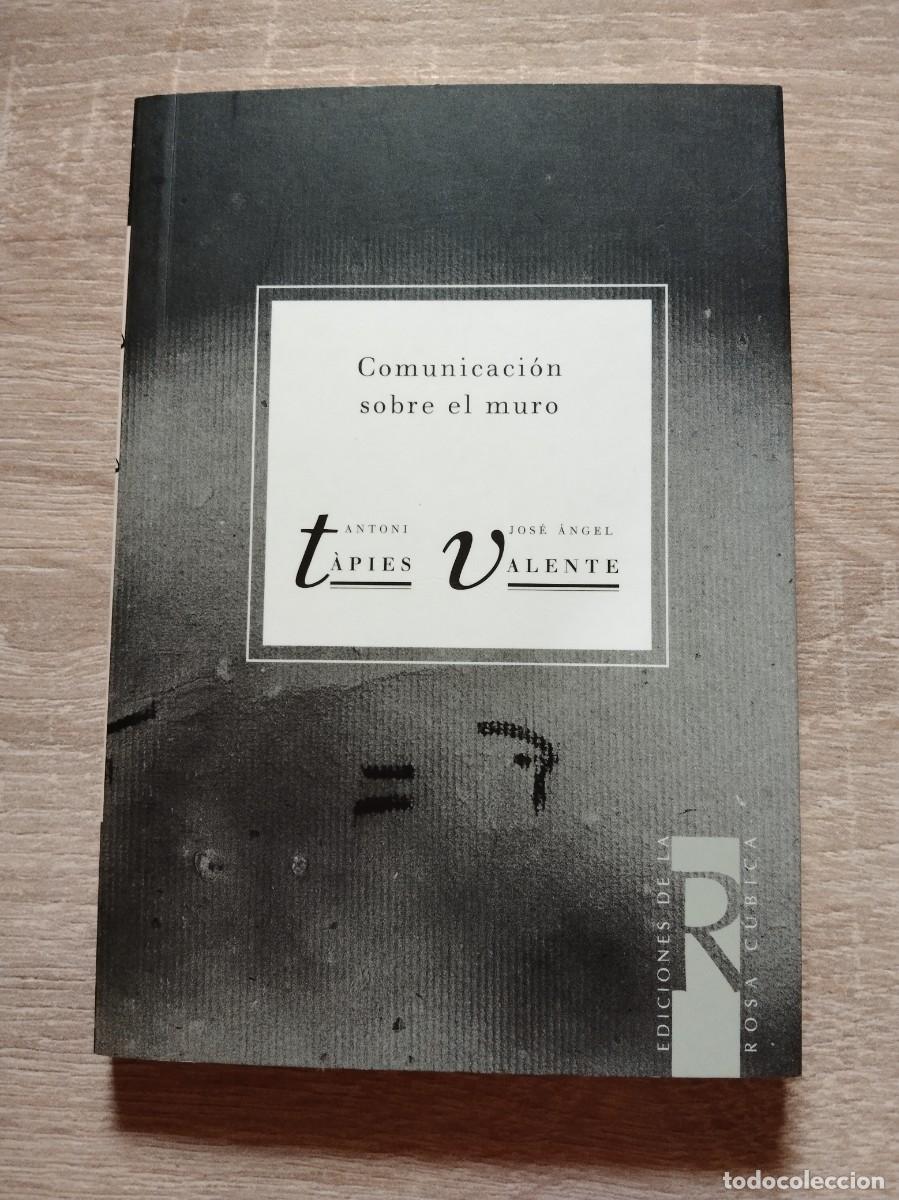 Comunicación
sobre el muro
ANTONI
tÀPIES
JOSÉ ÁNGEL
VALENTE
EDICIONES DE LA
R
ROSA CÚBICA
todocoleccion